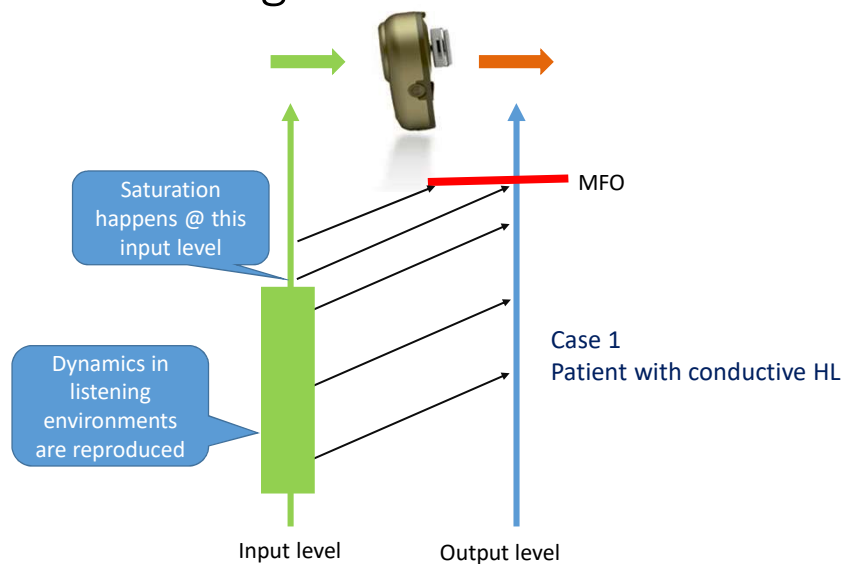 Saturation
happens @ this
input level
MFO
Dynamics in
listening
environments
are reproduced
Case 1
Patient with conductive HL
Input level
Output level